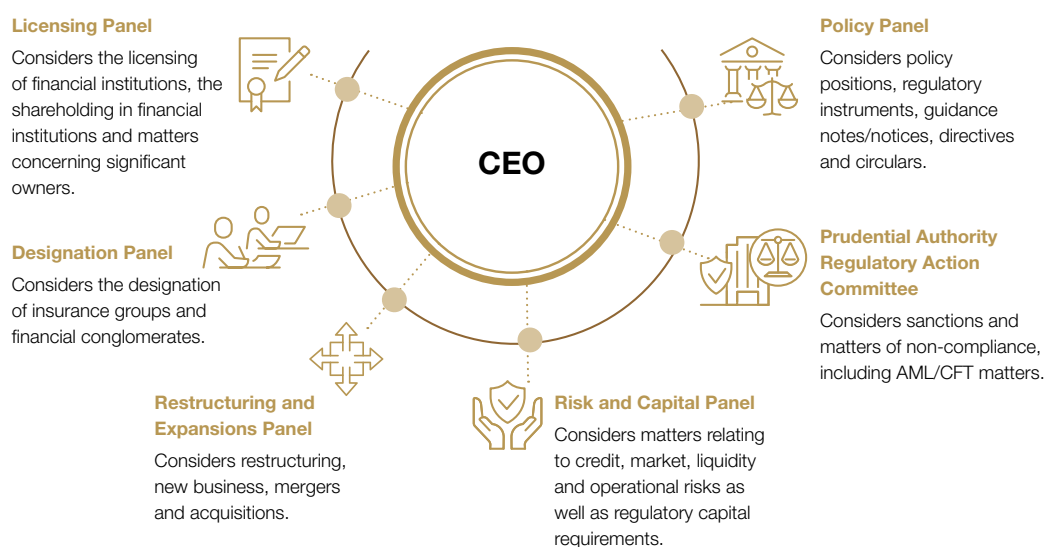 Licensing Panel
Considers the licensing
of financial institutions, the
shareholding in financial
institutions and matters
concerning significant
owners.
Designation Panel
Considers the designation
of insurance groups and
financial conglomerates.
Restructuring and
Expansions Panel
Considers restructuring,
new business, mergers
and acquisitions.
CEO
Risk and Capital Panel
Considers matters relating
to credit, market, liquidity
and operational risks as
well as regulatory capital
requirements.
Policy Panel
Considers policy
positions, regulatory
instruments, guidance
notes/notices, directives
and circulars.
Prudential Authority
Regulatory Action
Committee
Considers sanctions and
matters of non-compliance,
including AML/CFT matters.